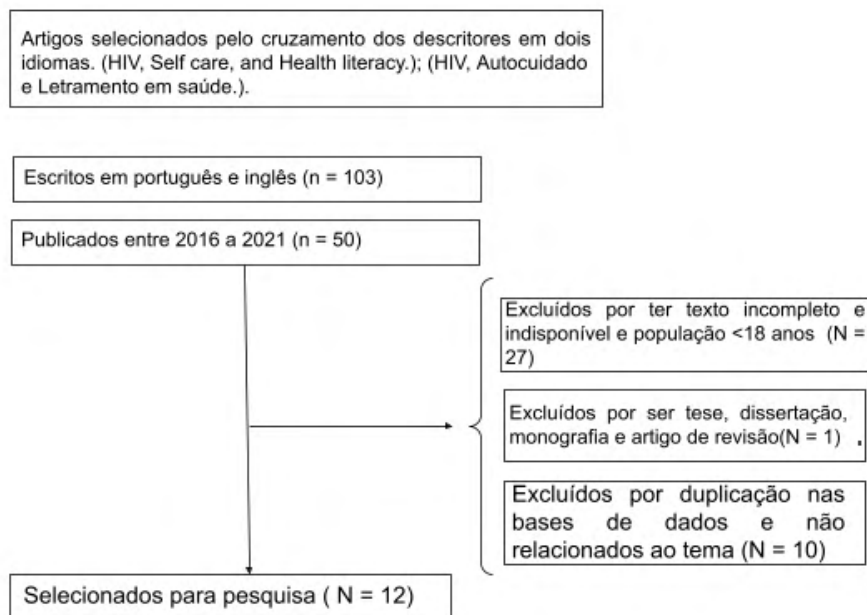 Artigos selecionados pelo cruzamento dos descritores em dois
idiomas. (HIV, Self care, and Health literacy.); (HIV, Autocuidado
e Letramento em saúde.).
Escritos em português e inglês (n = 103)
Publicados entre 2016 a 2021 (n = 50)
Excluídos por ter texto incompleto e
indisponível e população <18 anos (N =
27)
Excluídos por ser tese, dissertação,
monografia e artigo de revisão(N = 1) .
Excluídos por duplicação nas
bases de dados e não
relacionados ao tema (N = 10)
Selecionados para pesquisa ( N = 12)